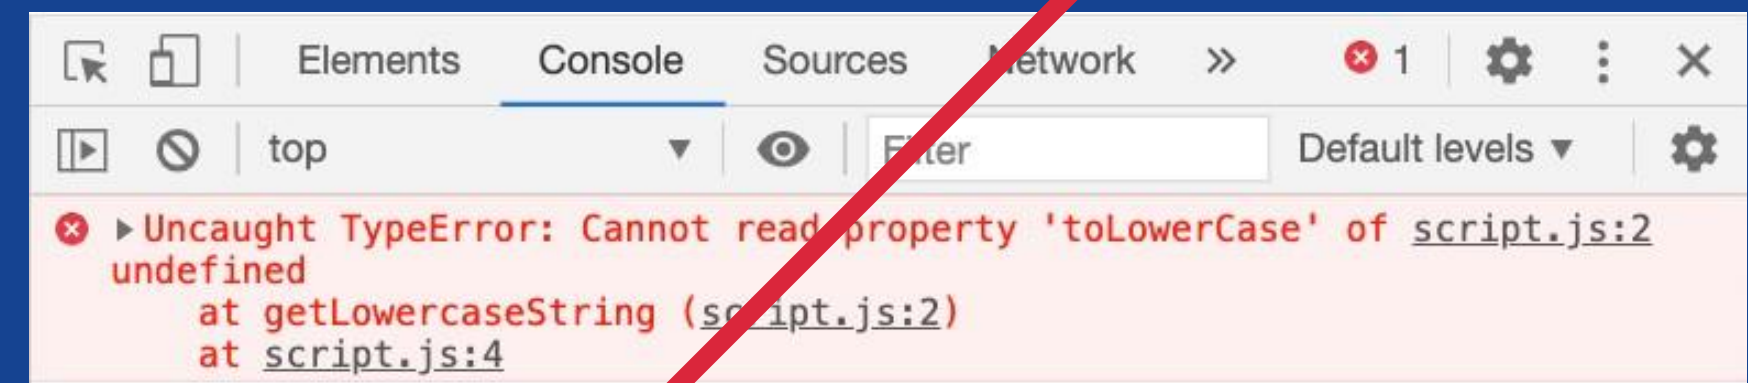 Elements Console Sources Network » 1
top Filter Default levels
Uncaught TypeError: Cannot read property 'toLowerCase' of script.js:2
undefined
at getLowercaseString (script.js:2)
at script.js:4